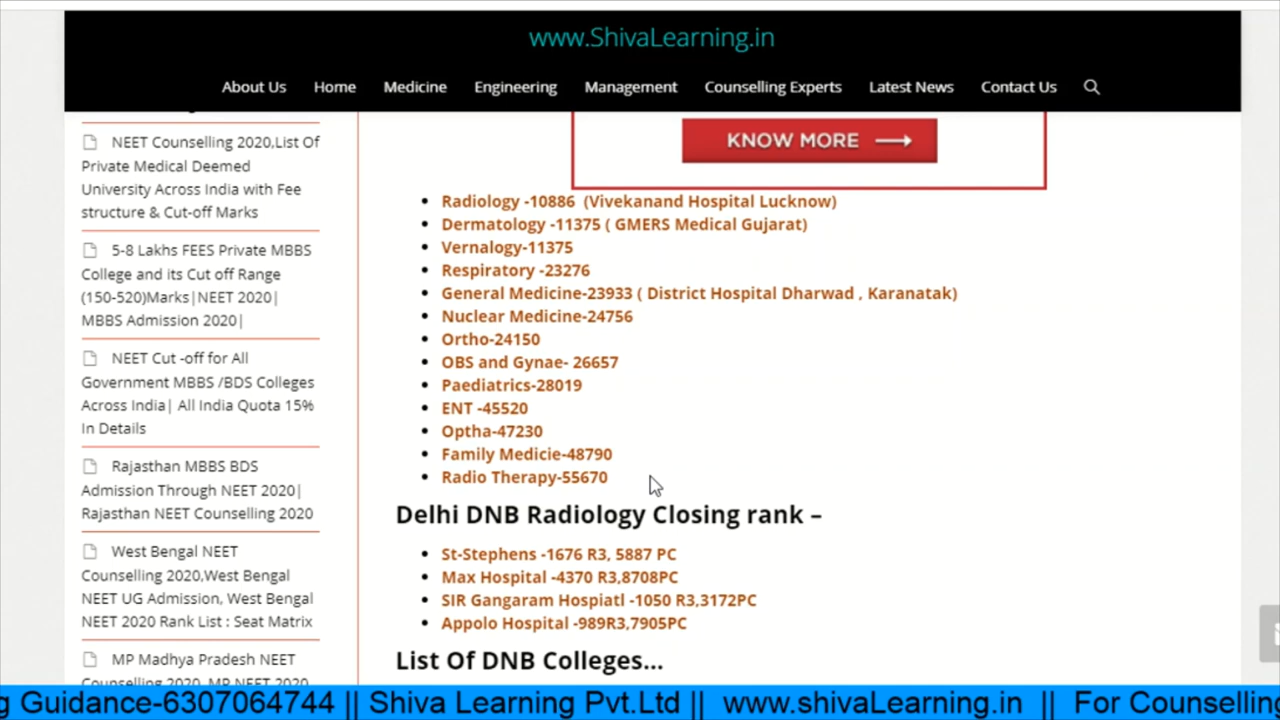 www.ShivaLearning.in
About Us Home Medicine Engineering Management Counselling Experts Latest News Contact Us
NEET Counselling 2020,List Of
Private Medical Deemed
University Across India with Fee
structure & Cut-off Marks
5-8 Lakhs FEES Private MBBS
College and its Cut off Range
(150-520)Marks|NEET 2020|
MBBS Admission 2020|
NEET Cut -off for All
Government MBBS /BDS Colleges
Across India| All India Quota 15%
In Details
Rajasthan MBBS BDS
Admission Through NEET 2020|
Rajasthan NEET Counselling 2020
West Bengal NEET
Counselling 2020,West Bengal
NEET UG Admission, West Bengal
NEET 2020 Rank List : Seat Matrix
MP Madhya Pradesh NEET
Counselling 2020, MP NEET 2020
KNOW MORE
Radiology -10886 (Vivekanand Hospital Lucknow)
Dermatology -11375 ( GMERS Medical Gujarat)
Vernalogy-11375
Respiratory -23276
General Medicine-23933 ( District Hospital Dharwad , Karanatak)
Nuclear Medicine-24756
Ortho-24150
OBS and Gynae- 26657
Paediatrics-28019
ENT -45520
Optha-47230
Family Medicie-48790
Radio Therapy-55670
Delhi DNB Radiology Closing rank –
St-Stephens -1676 R3, 5887 PC
Max Hospital -4370 R3,8708PC
SIR Gangaram Hospiatl -1050 R3,3172PC
Appolo Hospital -989R3,7905PC
List Of DNB Colleges...
g Guidance-6307064744 || Shiva Learning Pvt.Ltd || www.shivaLearning.in || For Counselling